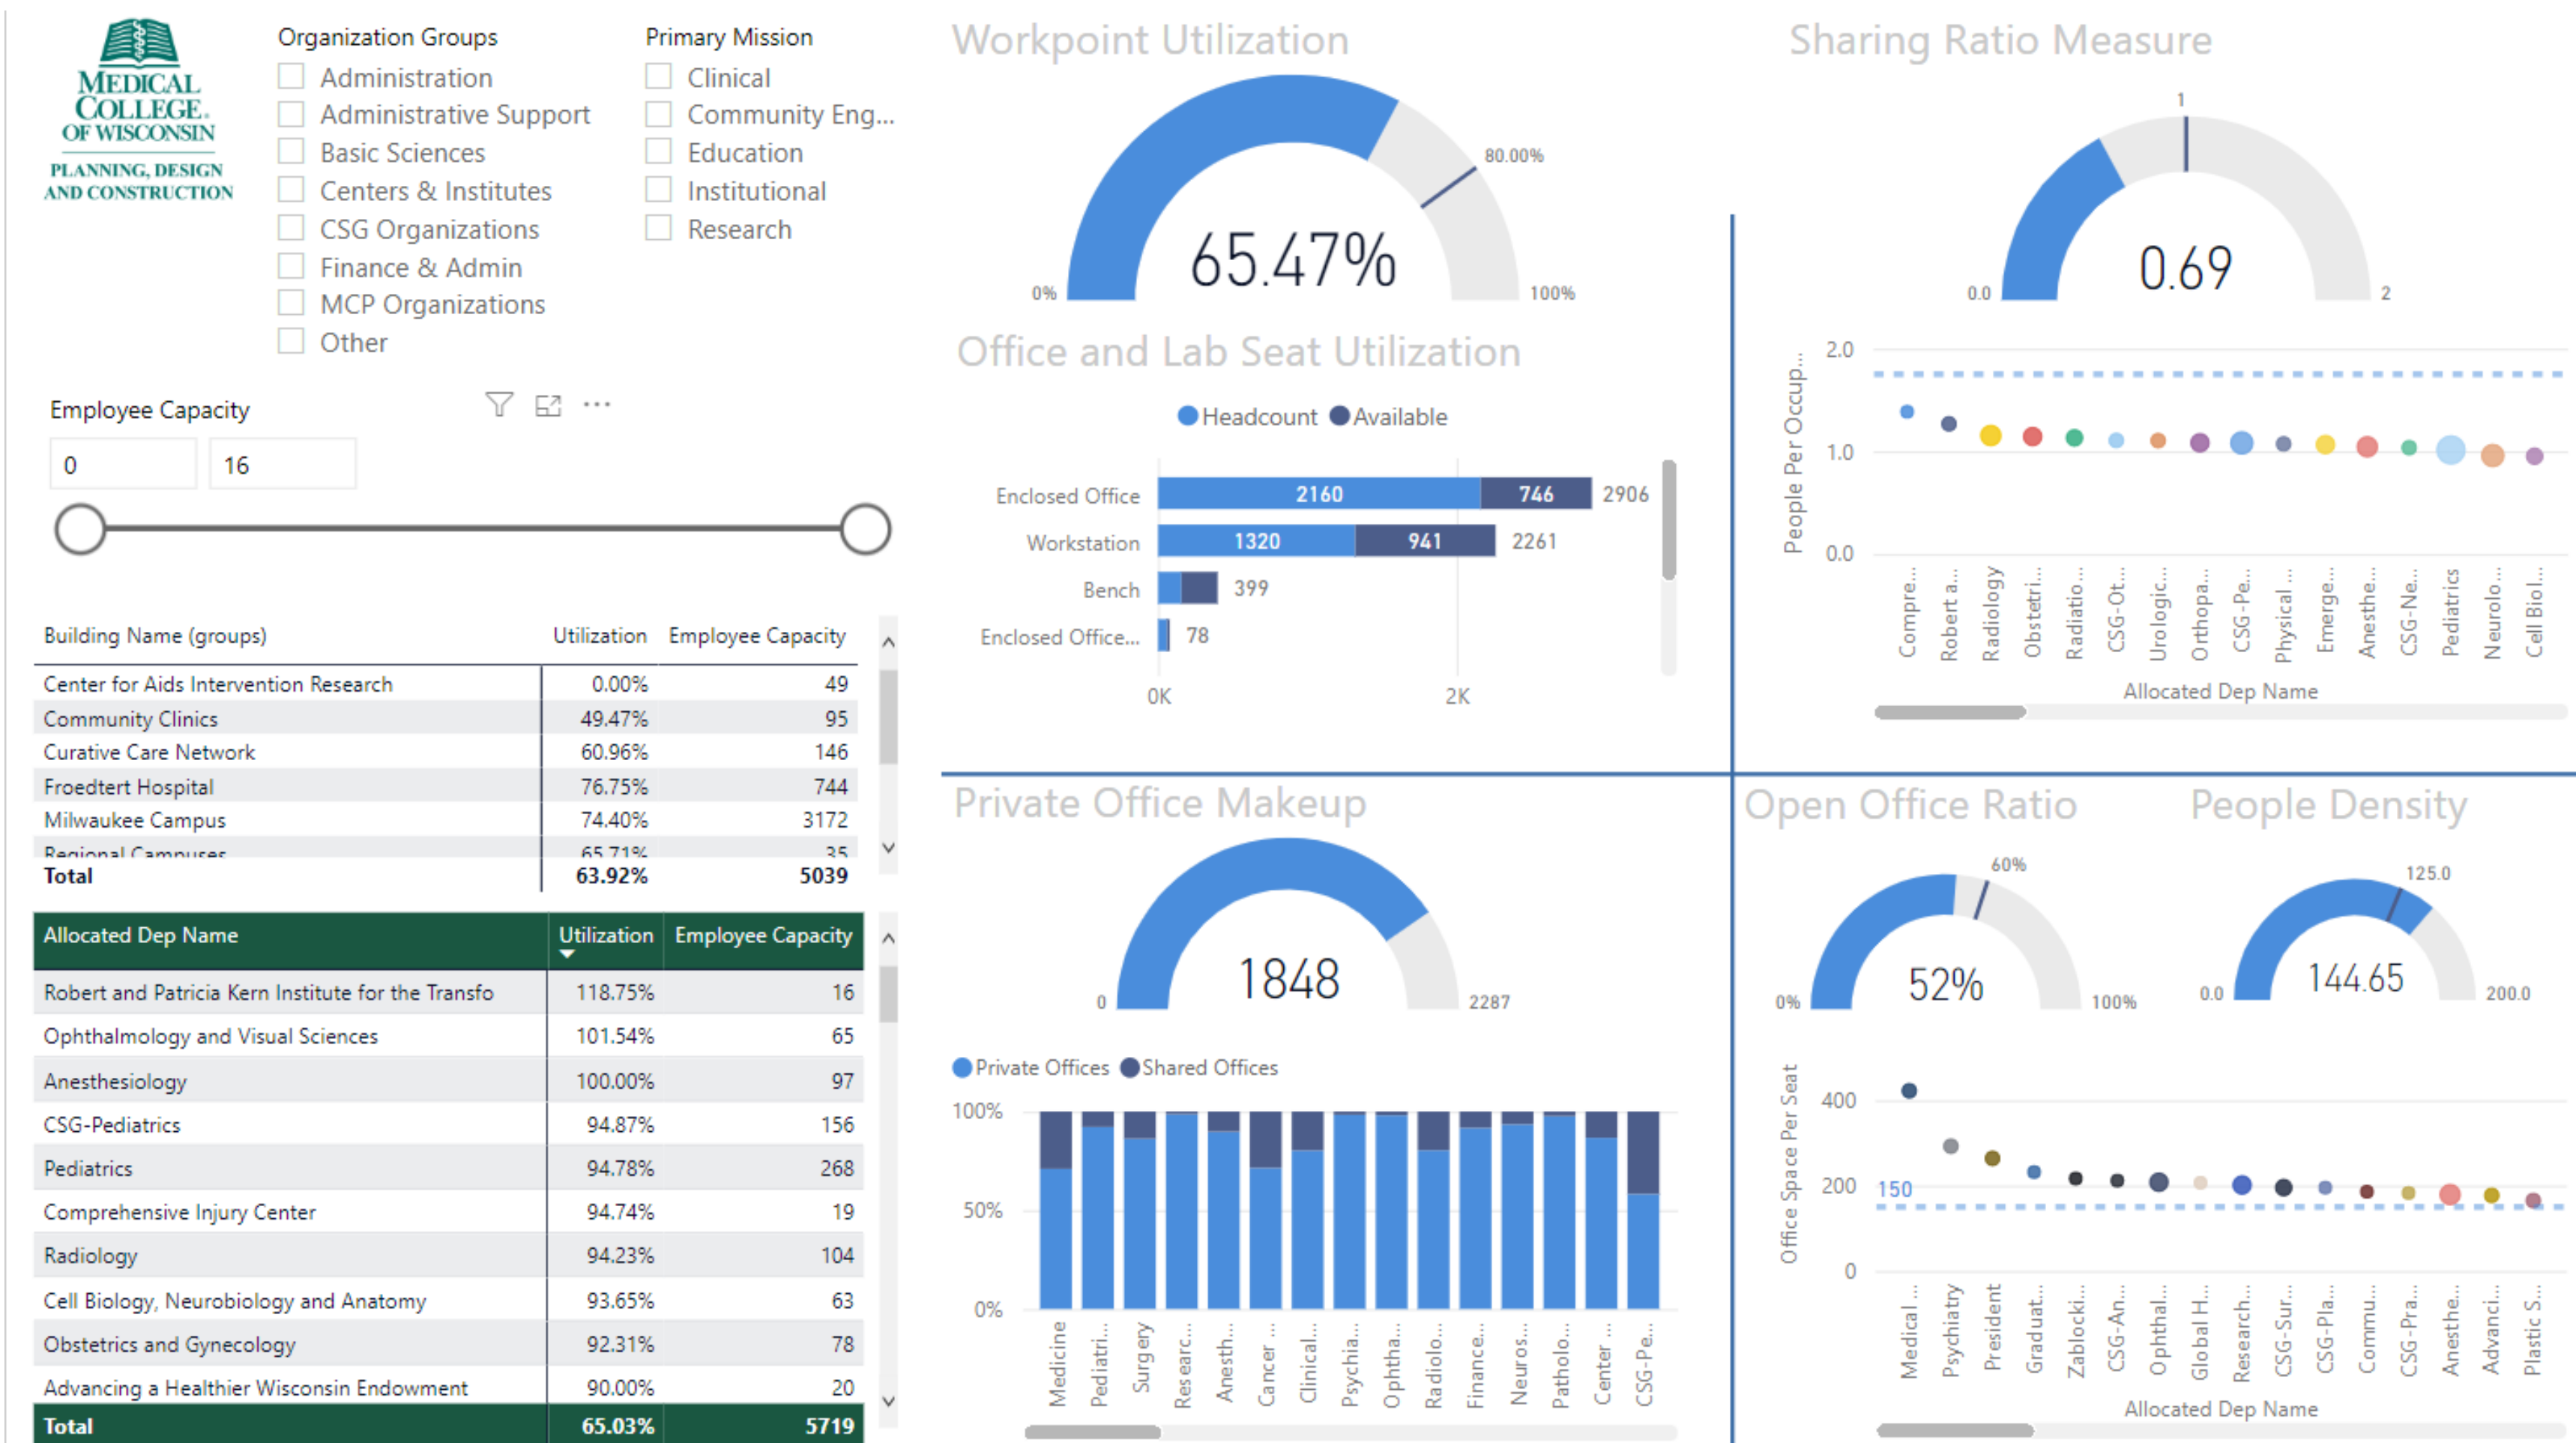 MEDICAL
COLLEGE
OF WISCONSIN
PLANNING, DESIGN
AND CONSTRUCTION
Organization Groups
Administration
Administrative Support
Basic Sciences
Centers & Institutes
CSG Organizations
Finance & Admin
MCP Organizations
Other
Primary Mission
Clinical
Community Eng...
Education
Institutional
Research
Employee Capacity
0 16
Building Name (groups) Utilization Employee Capacity
Center for Aids Intervention Research 0.00% 49
Community Clinics 49.47% 95
Curative Care Network 60.96% 146
Froedtert Hospital 76.75% 744
Milwaukee Campus 74.40% 3172
Regional Campuses 65.71% 35
Total 63.92% 5039
Allocated Dep Name Utilization Employee Capacity
Robert and Patricia Kern Institute for the Transfo 118.75% 16
Ophthalmology and Visual Sciences 101.54% 65
Anesthesiology 100.00% 97
CSG-Pediatrics 94.87% 156
Pediatrics 94.78% 268
Comprehensive Injury Center 94.74% 19
Radiology 94.23% 104
Cell Biology, Neurobiology and Anatomy 93.65% 63
Obstetrics and Gynecology 92.31% 78
Advancing a Healthier Wisconsin Endowment 90.00% 20
Total 65.03% 5719
Workpoint Utilization
80.00%
65.47%
0% 100%
Office and Lab Seat Utilization
Headcount Available
Enclosed Office 2160 746 2906
Workstation 1320 941 2261
Bench 399
Enclosed Office... 78
0K 2K
Sharing Ratio Measure
1
0.69
0.0 2
People Per Occup...
2.0
1.0
0.0
Compre...
Robert a...
Radiology
Obstetri...
Radiatio...
CSG-Ot...
Urologic...
Orthopa...
CSG-Pe...
Physical ...
Emerge...
Anesthe...
CSG-Ne...
Pediatrics
Neurolo...
Cell Biol...
Allocated Dep Name
Private Office Makeup
1848
0 2287
Private Offices Shared Offices
100%
50%
0%
Medicine
Pediatri...
Surgery
Researc...
Anesth...
Cancer ...
Clinical...
Psychia...
Ophtha...
Radiolo...
Finance...
Neuros...
Patholo...
Center ...
CSG-Pe...
Open Office Ratio
60%
52%
0% 100%
People Density
125.0
144.65
0.0 200.0
Office Space Per Seat
400
200
150
0
Medical ...
Psychiatry
President
Graduat...
Zablocki...
CSG-An...
Ophthal...
Global H...
Research...
CSG-Sur...
CSG-Pla...
Commu...
CSG-Pra...
Anesthe...
Advanci...
Plastic S...
Allocated Dep Name